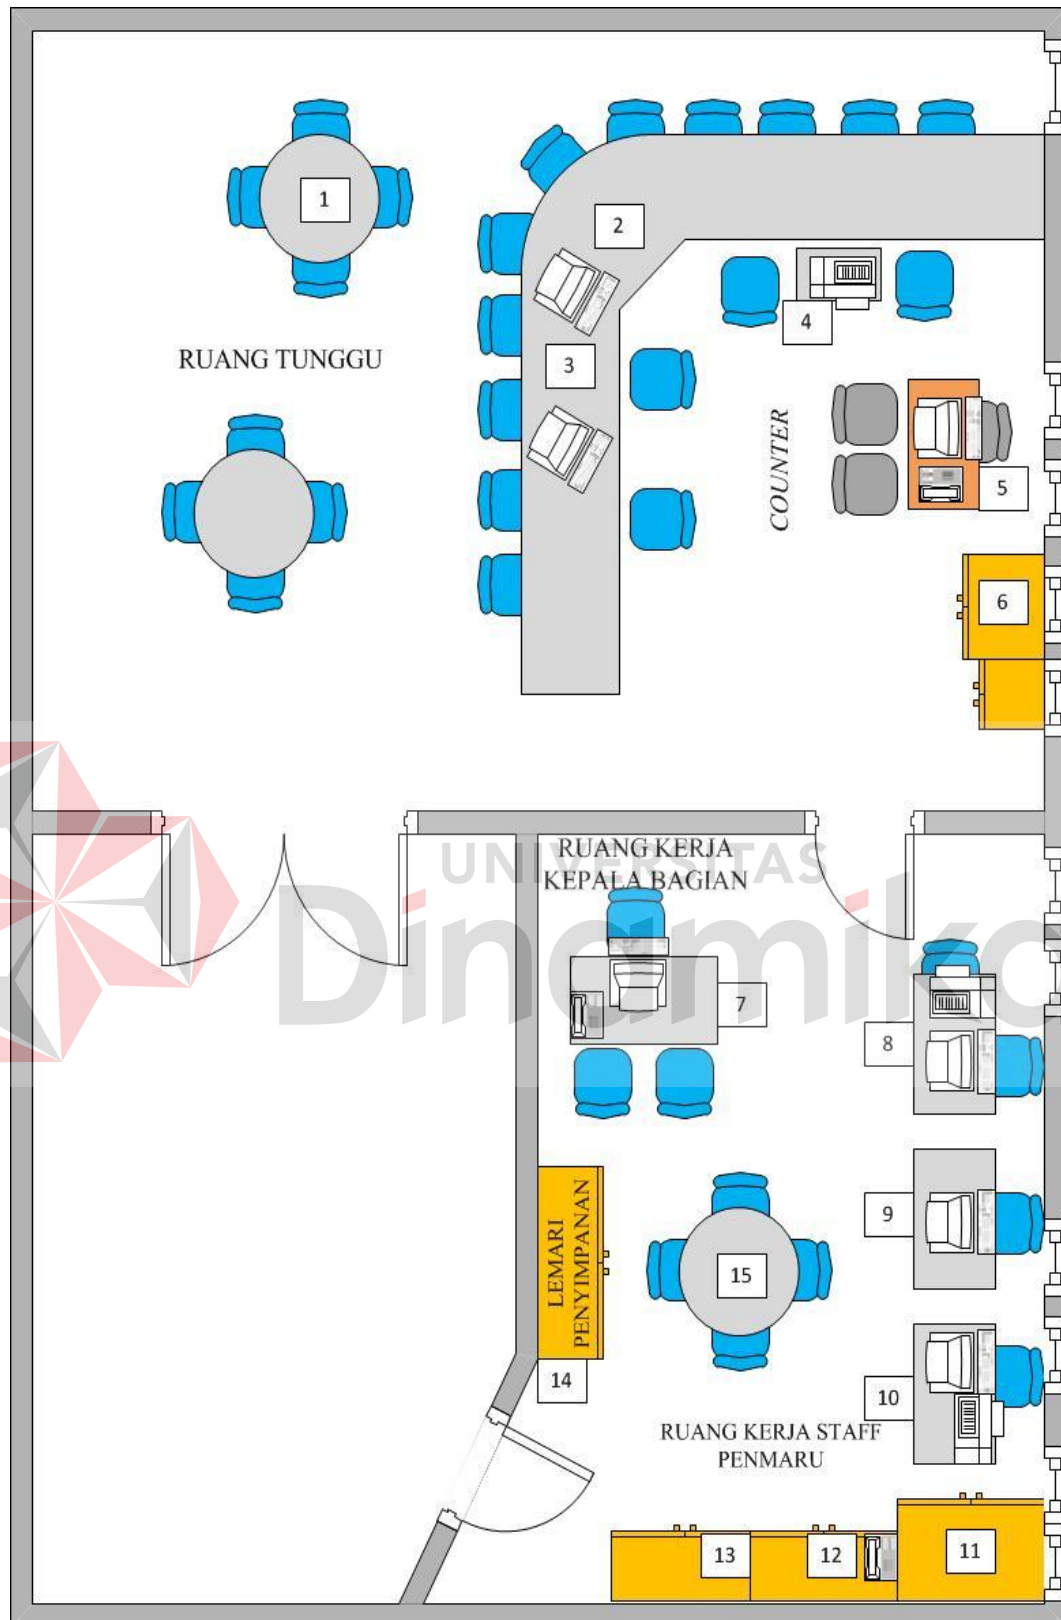 1
2
RUANG TUNGGU
3
4
COUNTER
5
6
RUANG KERJA
KEPALA BAGIAN
UNIVERSITAS
Dinamika
7
8
9
LEMARI
PENYIMPANAN
15
14
10
RUANG KERJA STAFF
PENMARU
13
12
11